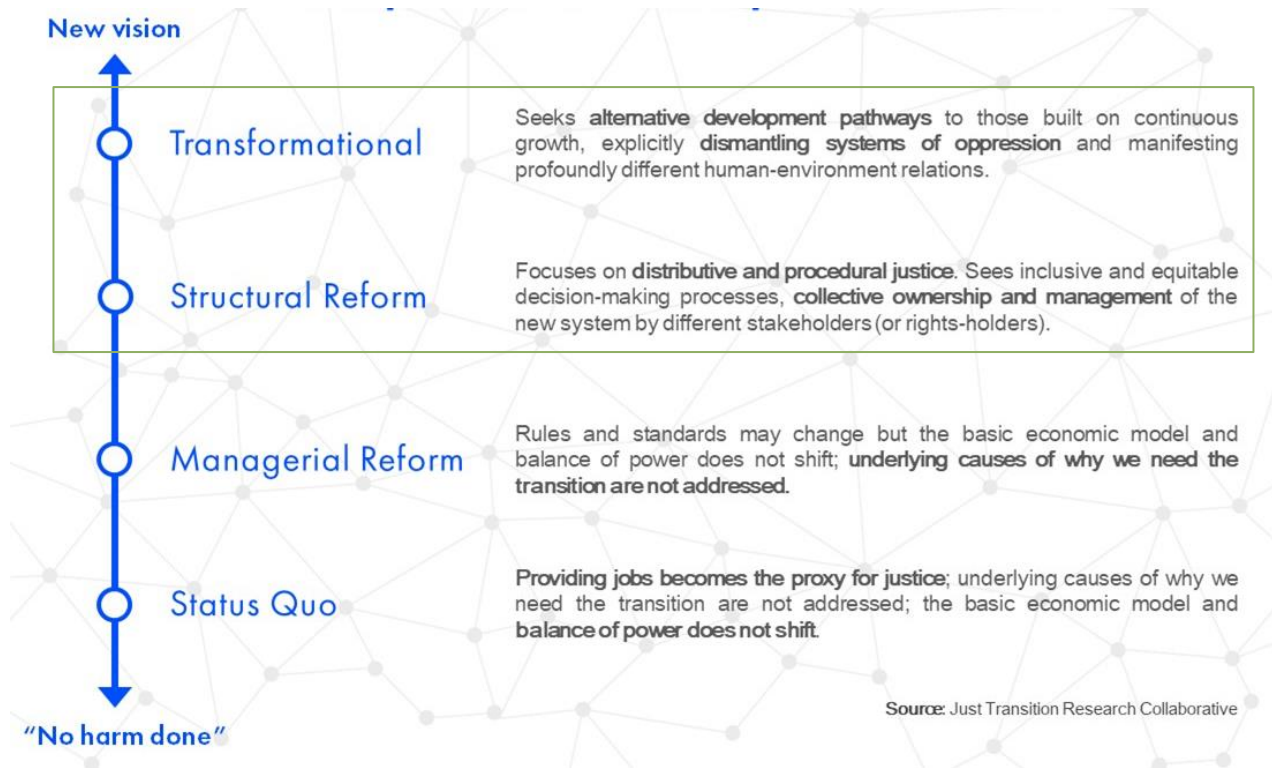 New vision
Transformational
Seeks alternative development pathways to those built on continuous
growth, explicitly dismantling systems of oppression and manifesting
profoundly different human-environment relations.
Structural Reform
Focuses on distributive and procedural justice. Sees inclusive and equitable
decision-making processes, collective ownership and management of the
new system by different stakeholders (or rights-holders).
Managerial Reform
Rules and standards may change but the basic economic model and
balance of power does not shift; underlying causes of why we need the
transition are not addressed.
Status Quo
Providing jobs becomes the proxy for justice; underlying causes of why we
need the transition are not addressed; the basic economic model and
balance of power does not shift.
Source: Just Transition Research Collaborative
“No harm done”